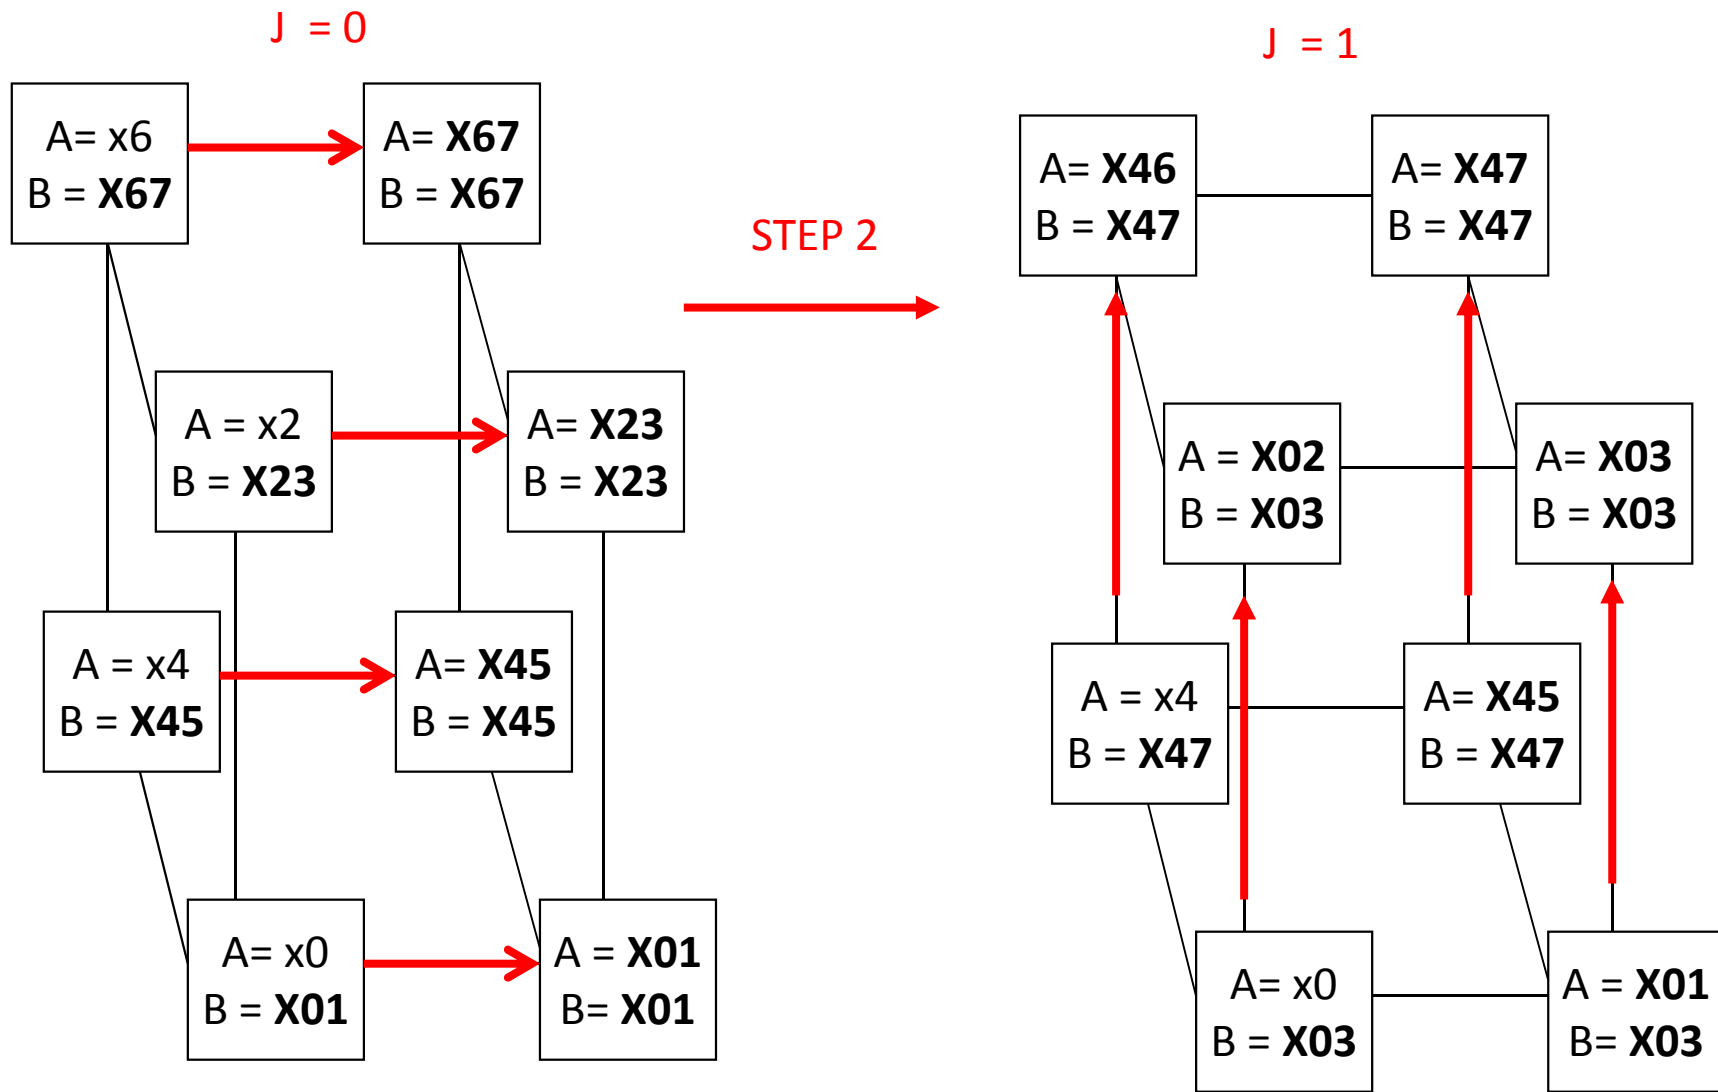 J = 0
A= x6
B = X67
A= X67
B = X67
A = x2
B = X23
A= X23
B = X23
A = x4
B = X45
A= X45
B = X45
A= x0
B = X01
A = X01
B= X01
STEP 2
J = 1
A= X46
B = X47
A= X47
B = X47
A = X02
B = X03
A= X03
B = X03
A = x4
B = X47
A= X45
B = X47
A= x0
B = X03
A = X01
B= X03